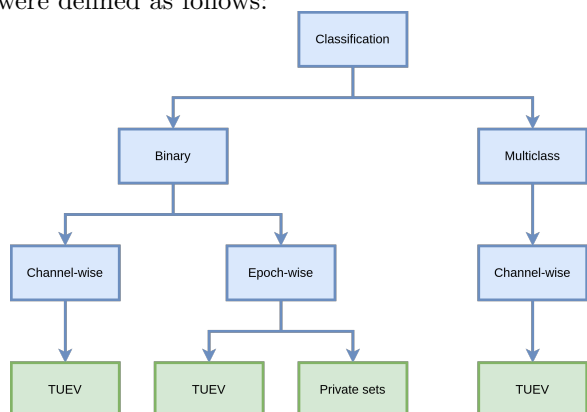 were defined as follows:
Classification
Binary
Multiclass
Channel-wise
Epoch-wise
Channel-wise
TUEV
TUEV
Private sets
TUEV